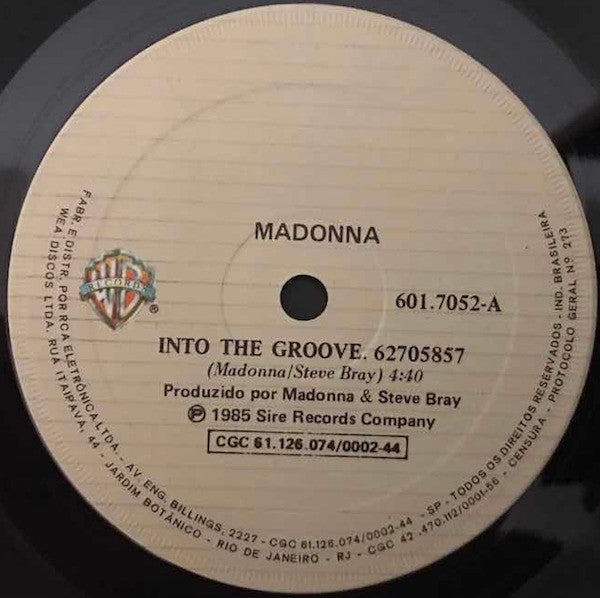 MADONNA
601.7052-A
WB
RECORDS
®
INTO THE GROOVE. 62705857
(Madonna/Steve Bray) 4:40
Produzido por Madonna & Steve Bray
℗ 1985 Sire Records Company
CGC 61.126.074/0002-44
FABR. E DISTR. POR RCA ELETRÔNICA LTDA. - AV. ENG. BILLINGS, 2227 - CGC 61.126.074/0002-44 - SP - TODOS OS DIREITOS RESERVADOS - IND. BRASILEIRA
WEA DISCOS LTDA. RUA ITAIPAVA, 44 - JARDIM BOTÂNICO - RIO DE JANEIRO - RJ - CGC 42.470.112/0001-56 - CENSURA - PROTOCOLO GERAL Nº 273